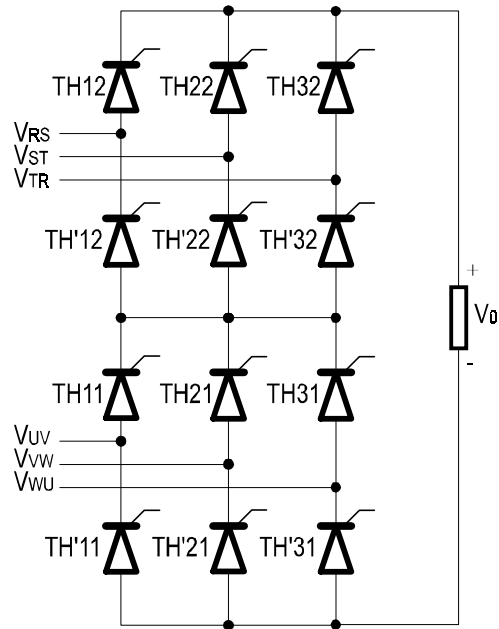 TH12 TH22 TH32
VRS
VST
VTR
TH'12 TH'22 TH'32
+
V0
-
TH11 TH21 TH31
VUV
VVW
VWU
TH'11 TH'21 TH'31